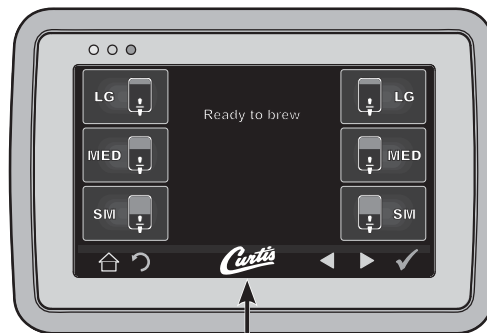 LG
Ready to brew
LG
MED
MED
SM
SM
Curtis